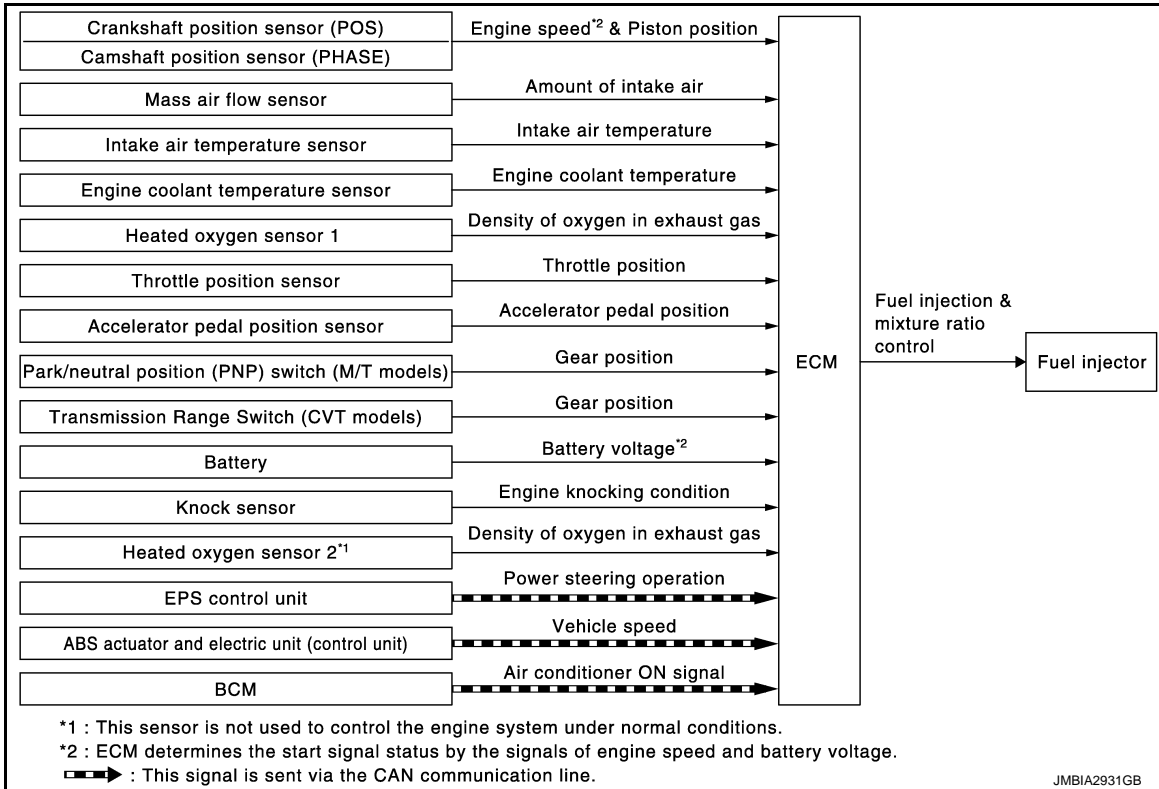 Crankshaft position sensor (POS)
Camshaft position sensor (PHASE)
Engine speed*2 & Piston position
Mass air flow sensor
Amount of intake air
Intake air temperature sensor
Intake air temperature
Engine coolant temperature sensor
Engine coolant temperature
Heated oxygen sensor 1
Density of oxygen in exhaust gas
Throttle position sensor
Throttle position
Accelerator pedal position sensor
Accelerator pedal position
Park/neutral position (PNP) switch (M/T models)
Gear position
Transmission Range Switch (CVT models)
Gear position
Battery
Battery voltage*2
Knock sensor
Engine knocking condition
Heated oxygen sensor 2*1
Density of oxygen in exhaust gas
EPS control unit
Power steering operation
ABS actuator and electric unit (control unit)
Vehicle speed
BCM
Air conditioner ON signal
ECM
Fuel injection &
mixture ratio
control
Fuel injector
*1 : This sensor is not used to control the engine system under normal conditions.
*2 : ECM determines the start signal status by the signals of engine speed and battery voltage.
: This signal is sent via the CAN communication line.
JMBIA2931GB